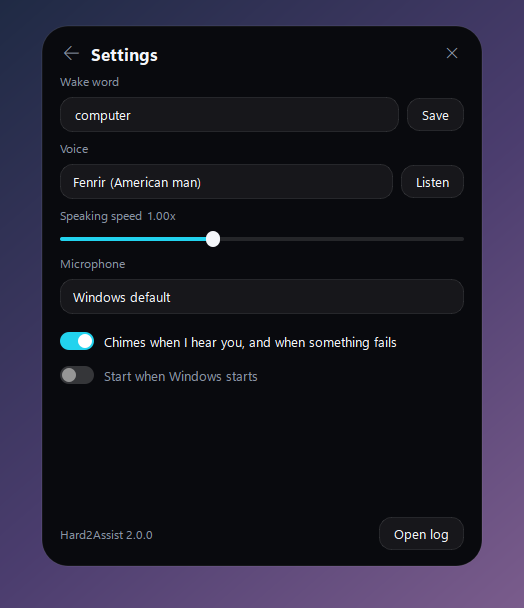 Settings
Wake word
computer
Save
Voice
Fenrir (American man)
Listen
Speaking speed 1.00x
Microphone
Windows default
Chimes when I hear you, and when something fails
Start when Windows starts
Hard2Assist 2.0.0
Open log